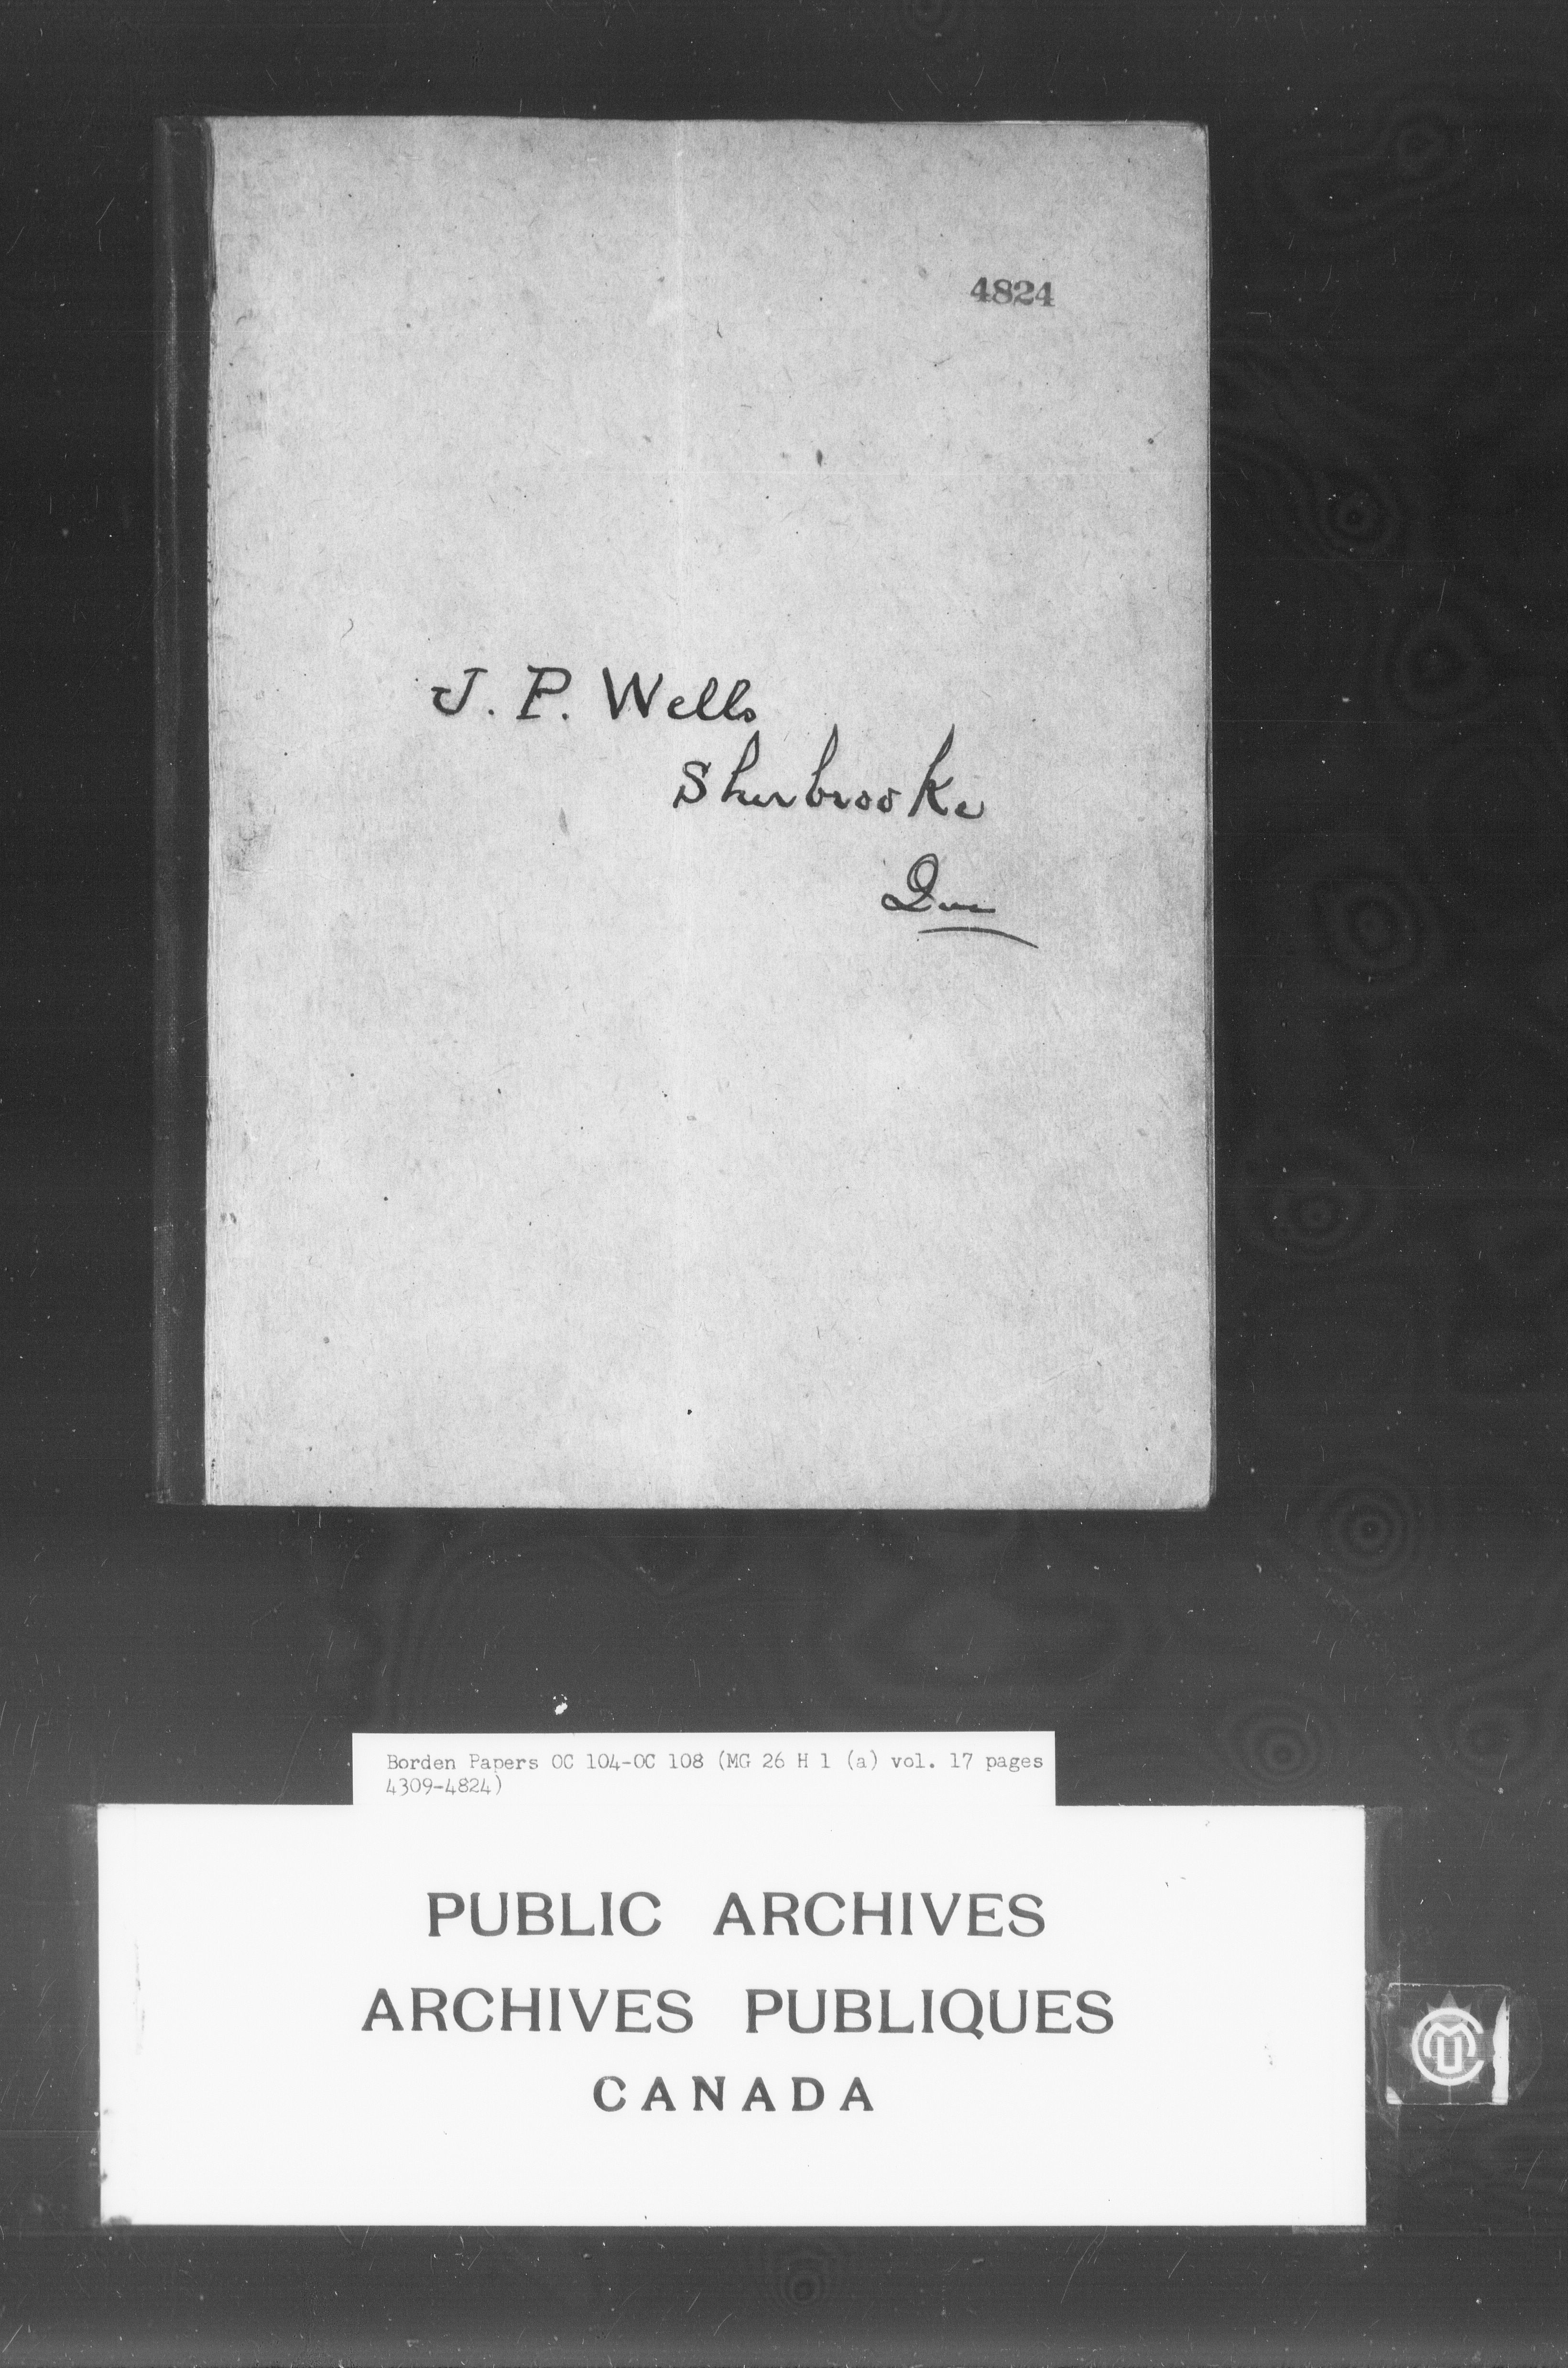 4824
J. P. Wells
Sherbrooke
Que
Borden Papers OC 104-OC 108 (MG 26 H 1 (a) vol. 17 pages
4309-4824)
PUBLIC ARCHIVES
ARCHIVES PUBLIQUES
CANADA